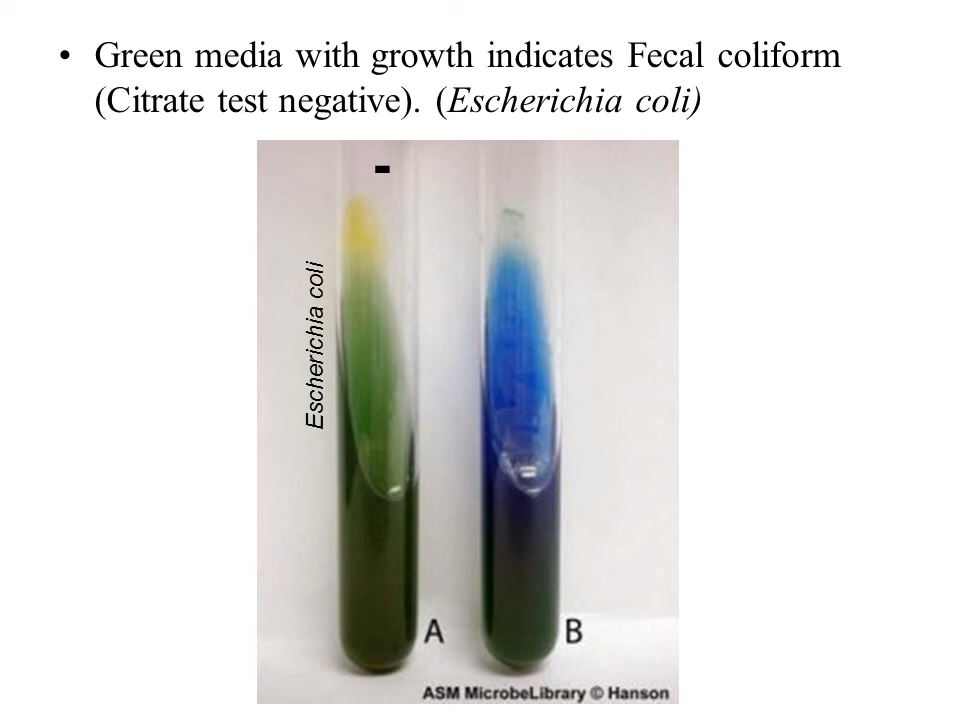 • Green media with growth indicates Fecal coliform
(Citrate test negative). (Escherichia coli)
-
Escherichia coli
A
B
ASM MicrobeLibrary © Hanson